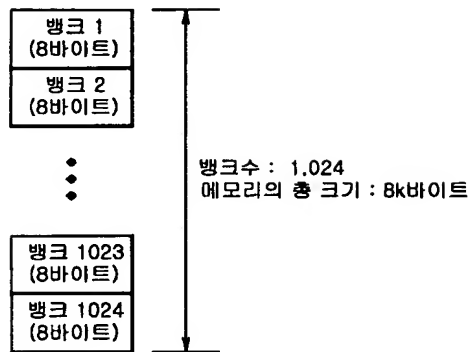 뱅크 1
(8바이트)
뱅크 2
(8바이트)
뱅크수 : 1,024
메모리의 총 크기 : 8k바이트
뱅크 1023
(8바이트)
뱅크 1024
(8바이트)